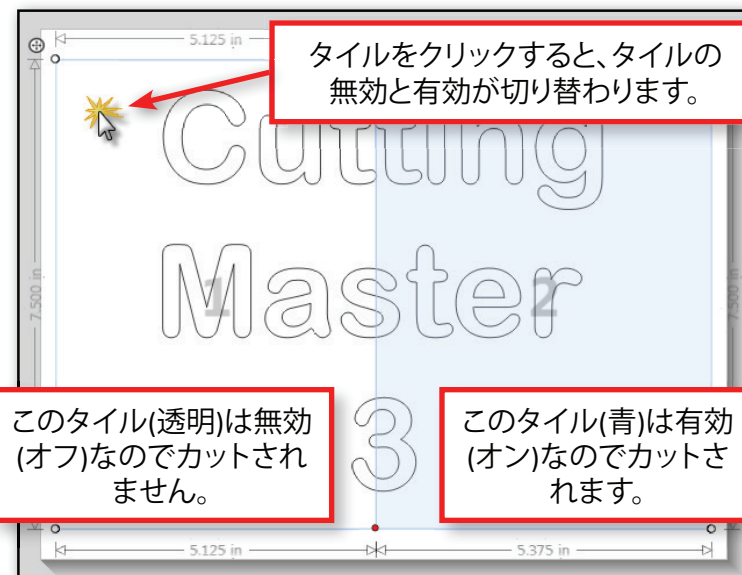 5.125 in
タイルをクリックすると、タイルの
無効と有効が切り替わります。
Cutting
7.500 in
Master
1
2
7.500 in
3
このタイル(透明)は無効
(オフ)なのでカットされ
ません。
このタイル(青)は有効
(オン)なのでカットさ
れます。
5.125 in
5.375 in